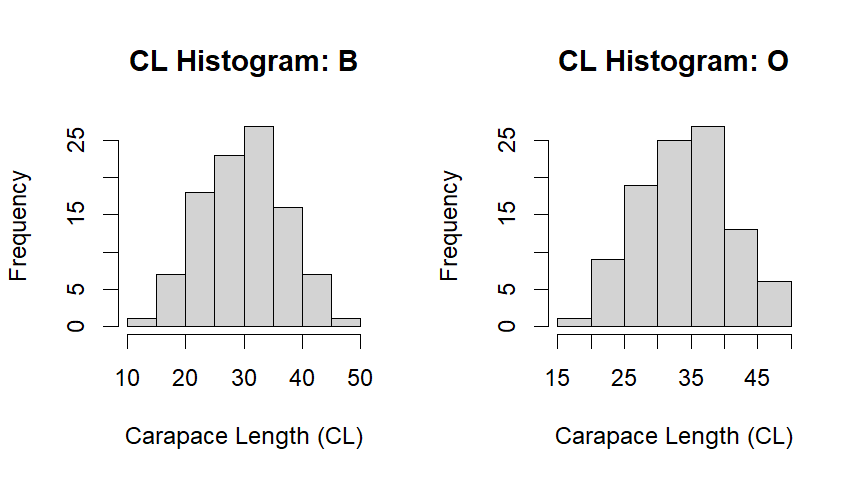 CL Histogram: B
Frequency
25
15
5
0
10 20 30 40 50
Carapace Length (CL)
CL Histogram: O
Frequency
25
15
5
0
15 25 35 45
Carapace Length (CL)